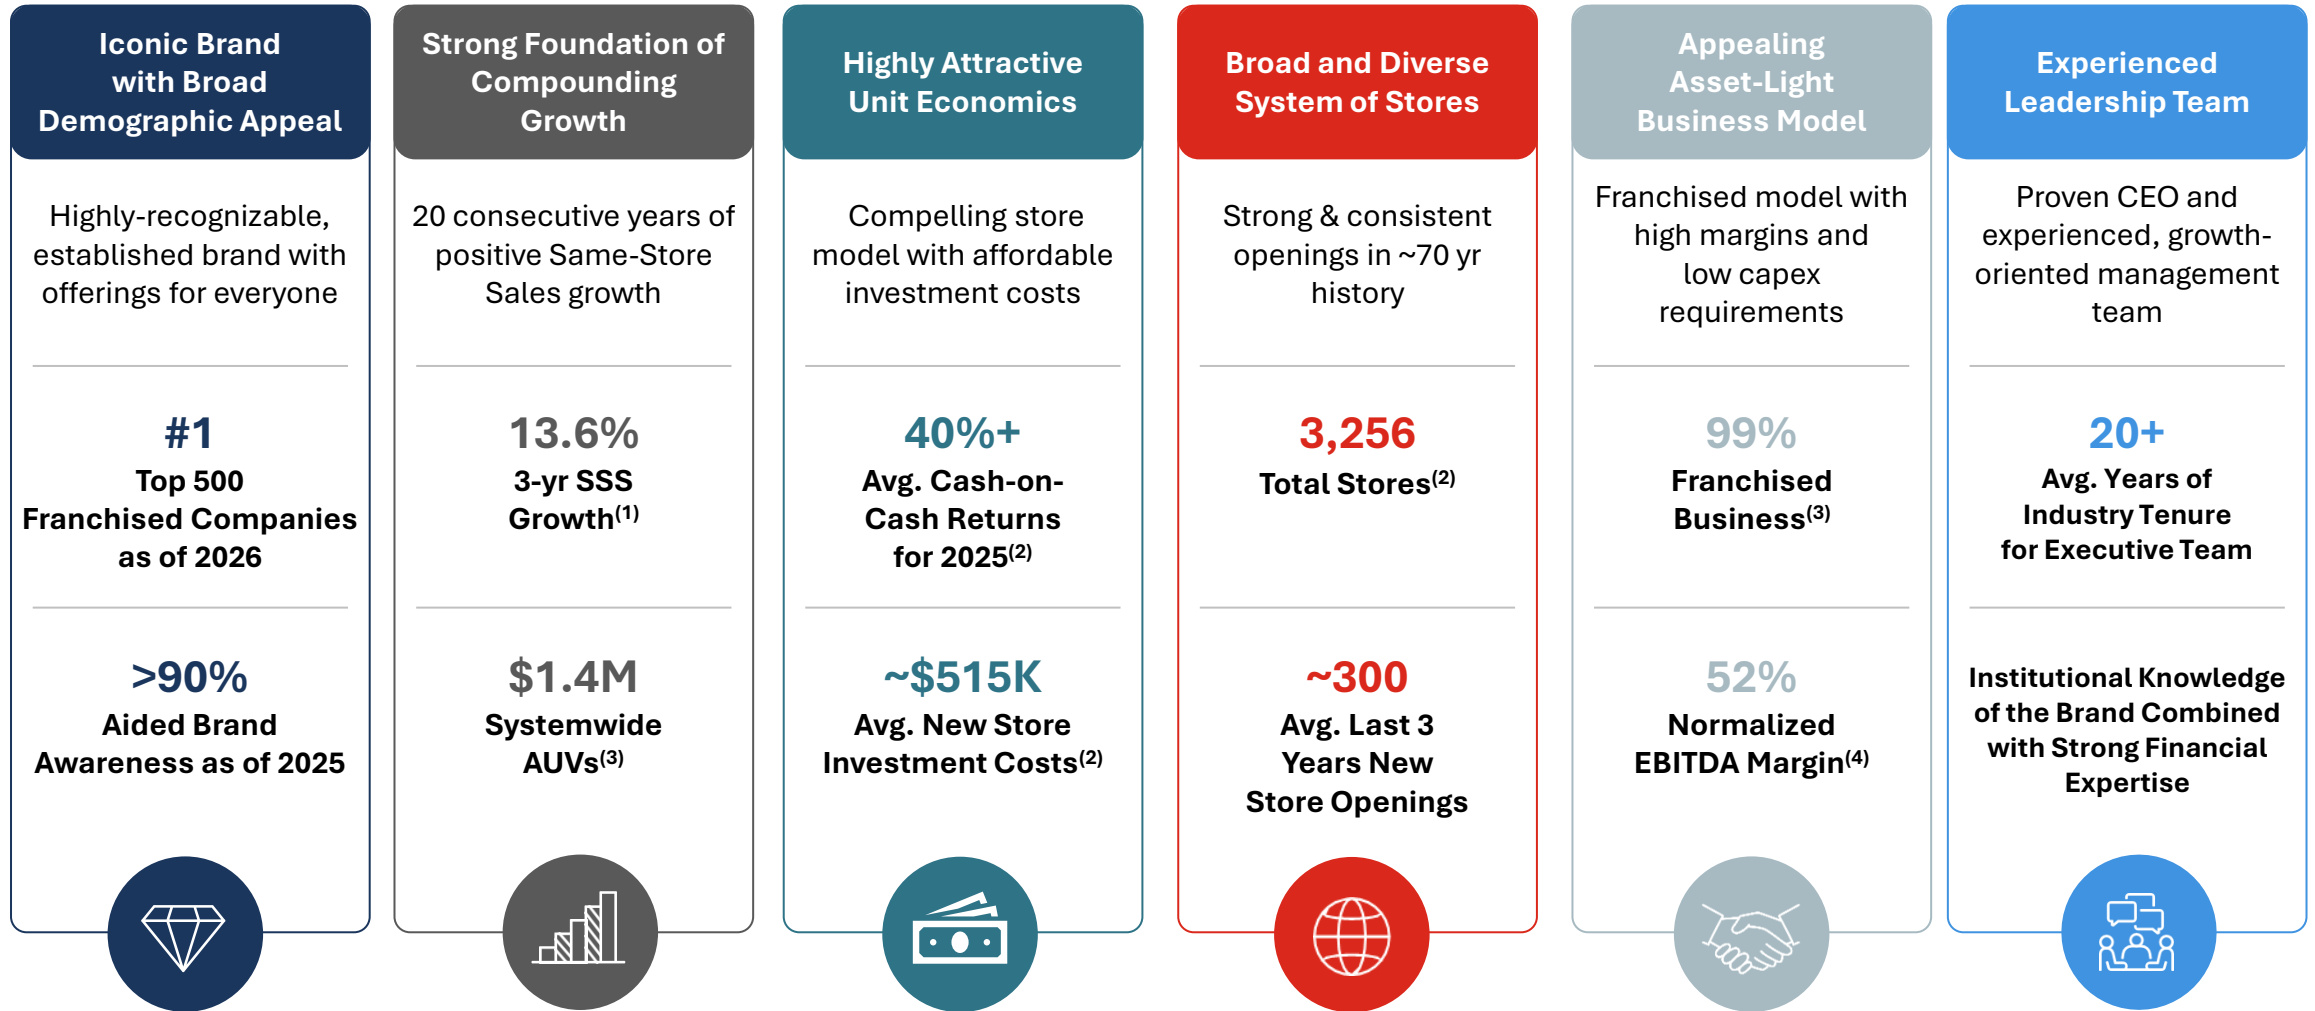 Iconic Brand
with Broad
Demographic Appeal
Highly-recognizable,
established brand with
offerings for everyone
#1
Top 500
Franchised Companies
as of 2026
>90%
Aided Brand
Awareness as of 2025
Strong Foundation of
Compounding
Growth
20 consecutive years of
positive Same-Store
Sales growth
13.6%
3-yr SSS
Growth(1)
$1.4M
Systemwide
AUVs(3)
Highly Attractive
Unit Economics
Compelling store
model with affordable
investment costs
40%+
Avg. Cash-on-
Cash Returns
for 2025(2)
~$515K
Avg. New Store
Investment Costs(2)
Broad and Diverse
System of Stores
Strong & consistent
openings in ~70 yr
history
3,256
Total Stores(2)
~300
Avg. Last 3
Years New
Store Openings
Appealing
Asset-Light
Business Model
Franchised model with
high margins and
low capex
requirements
99%
Franchised
Business(3)
52%
Normalized
EBITDA Margin(4)
Experienced
Leadership Team
Proven CEO and
experienced, growth-
oriented management
team
20+
Avg. Years of
Industry Tenure
for Executive Team
Institutional Knowledge
of the Brand Combined
with Strong Financial
Expertise